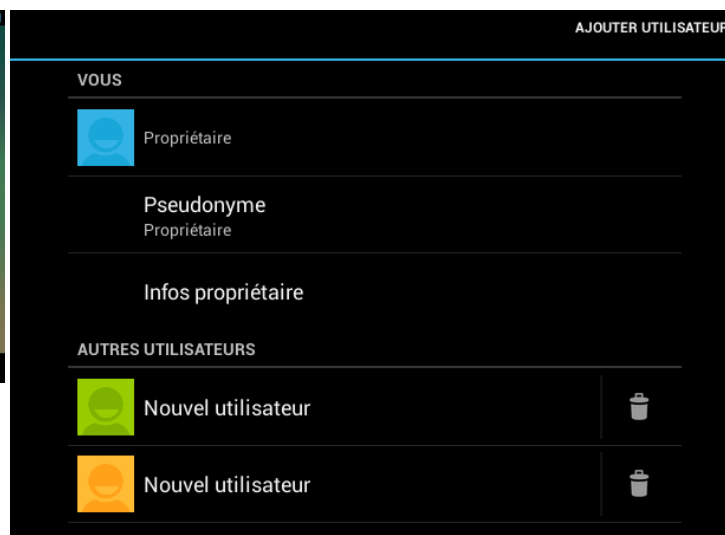 AJOUTER UTILISATEUR
VOUS
Propriétaire
Pseudonyme
Propriétaire
Infos propriétaire
AUTRES UTILISATEURS
Nouvel utilisateur
Nouvel utilisateur